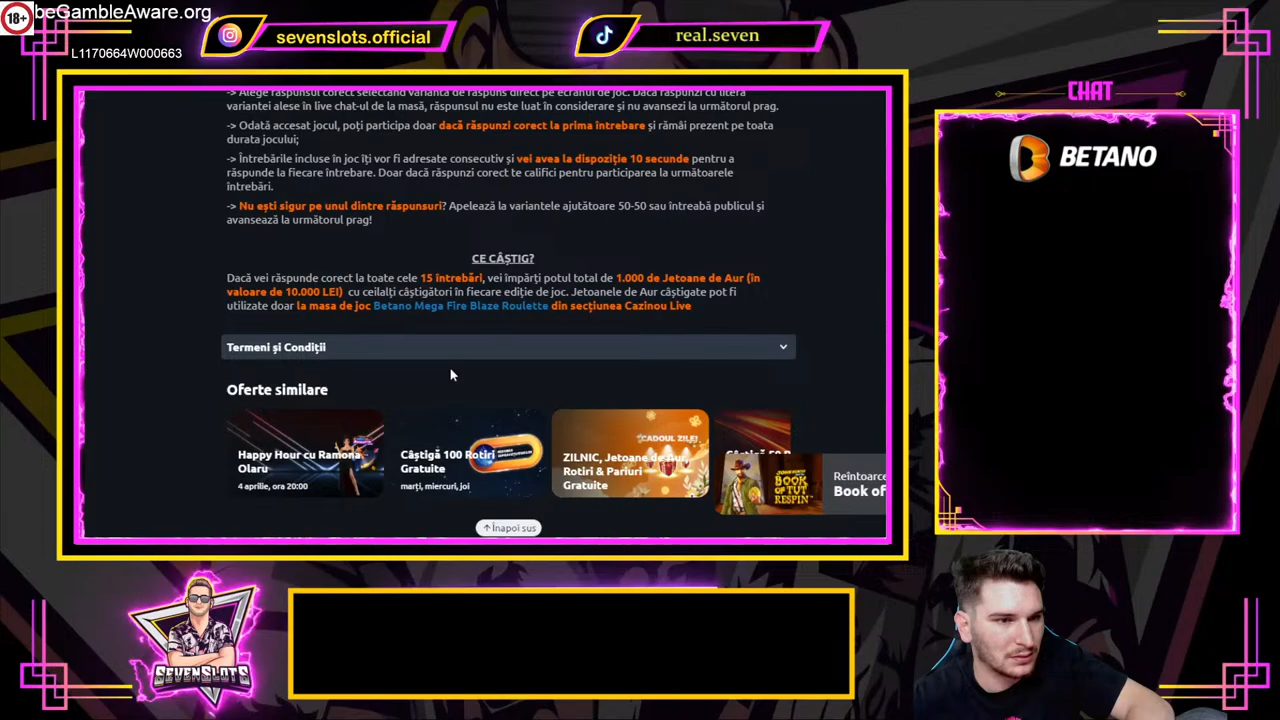 18+
beGambleAware.org
L1170664W000663
sevenslots.official
real.seven
CHAT
BETANO
-> Alege răspunsul corect selectând varianta de răspuns direct pe ecranul de joc. Dacă răspunzi cu litera
variantei alese în live chat-ul de la masă, răspunsul nu este luat în considerare și nu avansezi la următorul prag.
-> Odată accesat jocul, poți participa doar dacă răspunzi corect la prima întrebare și rămâi prezent pe toata
durata jocului;
-> Întrebările incluse în joc îți vor fi adresate consecutiv și vei avea la dispoziție 10 secunde pentru a
răspunde la fiecare întrebare. Doar dacă răspunzi corect te califici pentru participarea la următoarele
întrebări.
-> Nu ești sigur pe unul dintre răspunsuri? Apelează la variantele ajutătoare 50-50 sau întreabă publicul și
avansează la următorul prag!
CE CÂȘTIG?
Dacă vei răspunde corect la toate cele 15 întrebări, vei împărți potul total de 1.000 de Jetoane de Aur (în
valoare de 10.000 LEI) cu ceilalți câștigători în fiecare ediție de joc. Jetoanele de Aur câștigate pot fi
utilizate doar la masa de joc Betano Mega Fire Blaze Roulette din secțiunea Cazinou Live
Termeni și Condiții
Oferte similare
Happy Hour cu Ramona
Olaru
4 aprilie, ora 20:00
Câștigă 100 Rotiri
Gratuite
marți, miercuri, joi
CADOUL ZILEI
ZILNIC, Jetoane de Aur,
Rotiri & Pariuri
Gratuite
Câștigă 50 R
JOHN HUNTER
BOOK OF TUT
RESPIN
Reîntoarce
Book of
Înapoi sus
SEVENSLOTS